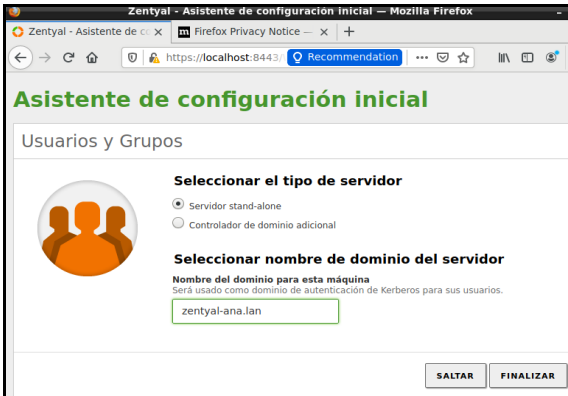 Zentyal - Asistente de configuración inicial — Mozilla Firefox
Zentyal - Asistente de co
Firefox Privacy Notice —
https://localhost:8443/ Recommendation
Asistente de configuración inicial
Usuarios y Grupos
Seleccionar el tipo de servidor
Servidor stand-alone
Controlador de dominio adicional
Seleccionar nombre de dominio del servidor
Nombre del dominio para esta máquina
Será usado como dominio de autenticación de Kerberos para sus usuarios.
zentyal-ana.lan
SALTAR FINALIZAR